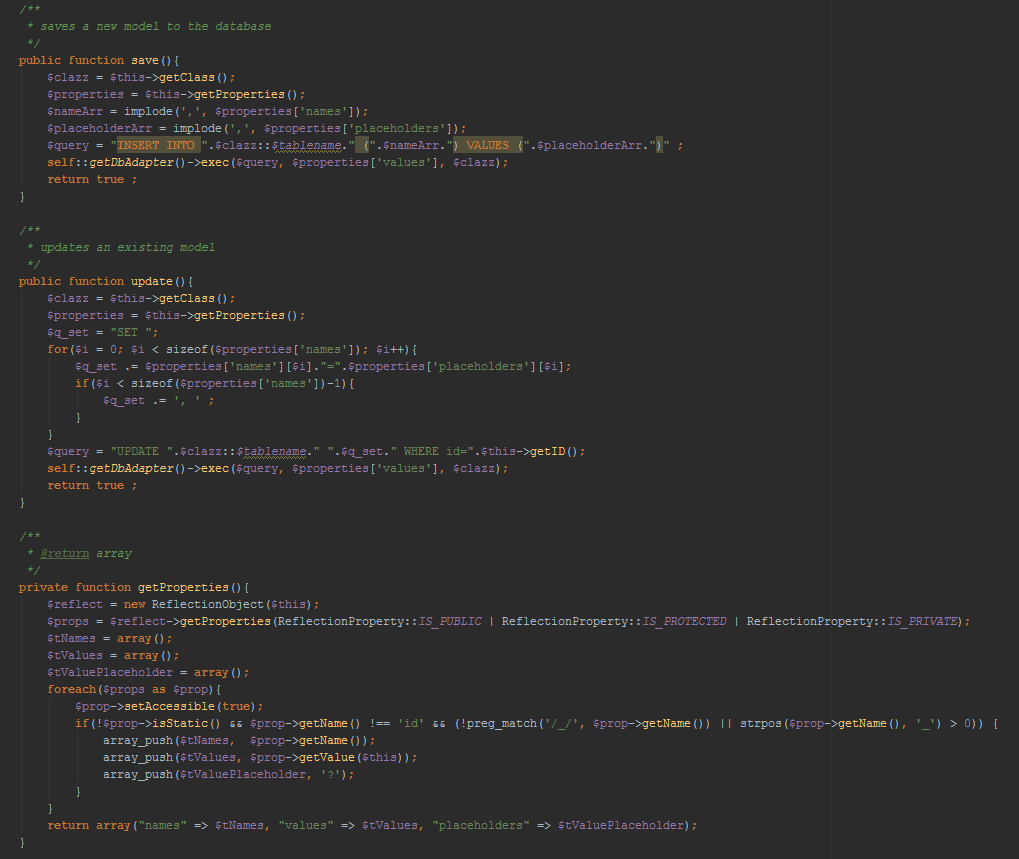 /**
 * saves a new model to the database
 */
public function save(){
    $clazz = $this->getClass();
    $properties = $this->getProperties();
    $nameArr = implode(',', $properties['names']);
    $placeholderArr = implode(',', $properties['placeholders']);
    $query = "INSERT INTO ".$clazz::$tablename." (".$nameArr.") VALUES (".$placeholderArr.")" ;
    self::getDbAdapter()->exec($query, $properties['values'], $clazz);
    return true ;
}

/**
 * updates an existing model
 */
public function update(){
    $clazz = $this->getClass();
    $properties = $this->getProperties();
    $q_set = "SET ";
    for($i = 0; $i < sizeof($properties['names']); $i++){
        $q_set .= $properties['names'][$i]."=".$properties['placeholders'][$i];
        if($i < sizeof($properties['names'])-1){
            $q_set .= ', ' ;
        }
    }
    $query = "UPDATE ".$clazz::$tablename." ".$q_set." WHERE id=".$this->getID();
    self::getDbAdapter()->exec($query, $properties['values'], $clazz);
    return true ;
}

/**
 * @return array
 */
private function getProperties(){
    $reflect = new ReflectionObject($this);
    $props = $reflect->getProperties(ReflectionProperty::IS_PUBLIC | ReflectionProperty::IS_PROTECTED | ReflectionProperty::IS_PRIVATE);
    $tNames = array();
    $tValues = array();
    $tValuePlaceholder = array();
    foreach($props as $prop){
        $prop->setAccessible(true);
        if(!$prop->isStatic() && $prop->getName() !== 'id' && (!preg_match('/_/', $prop->getName()) || strpos($prop->getName(), '_') > 0)) {
            array_push($tNames,  $prop->getName());
            array_push($tValues, $prop->getValue($this));
            array_push($tValuePlaceholder, '?');
        }
    }
    return array("names" => $tNames, "values" => $tValues, "placeholders" => $tValuePlaceholder);
}